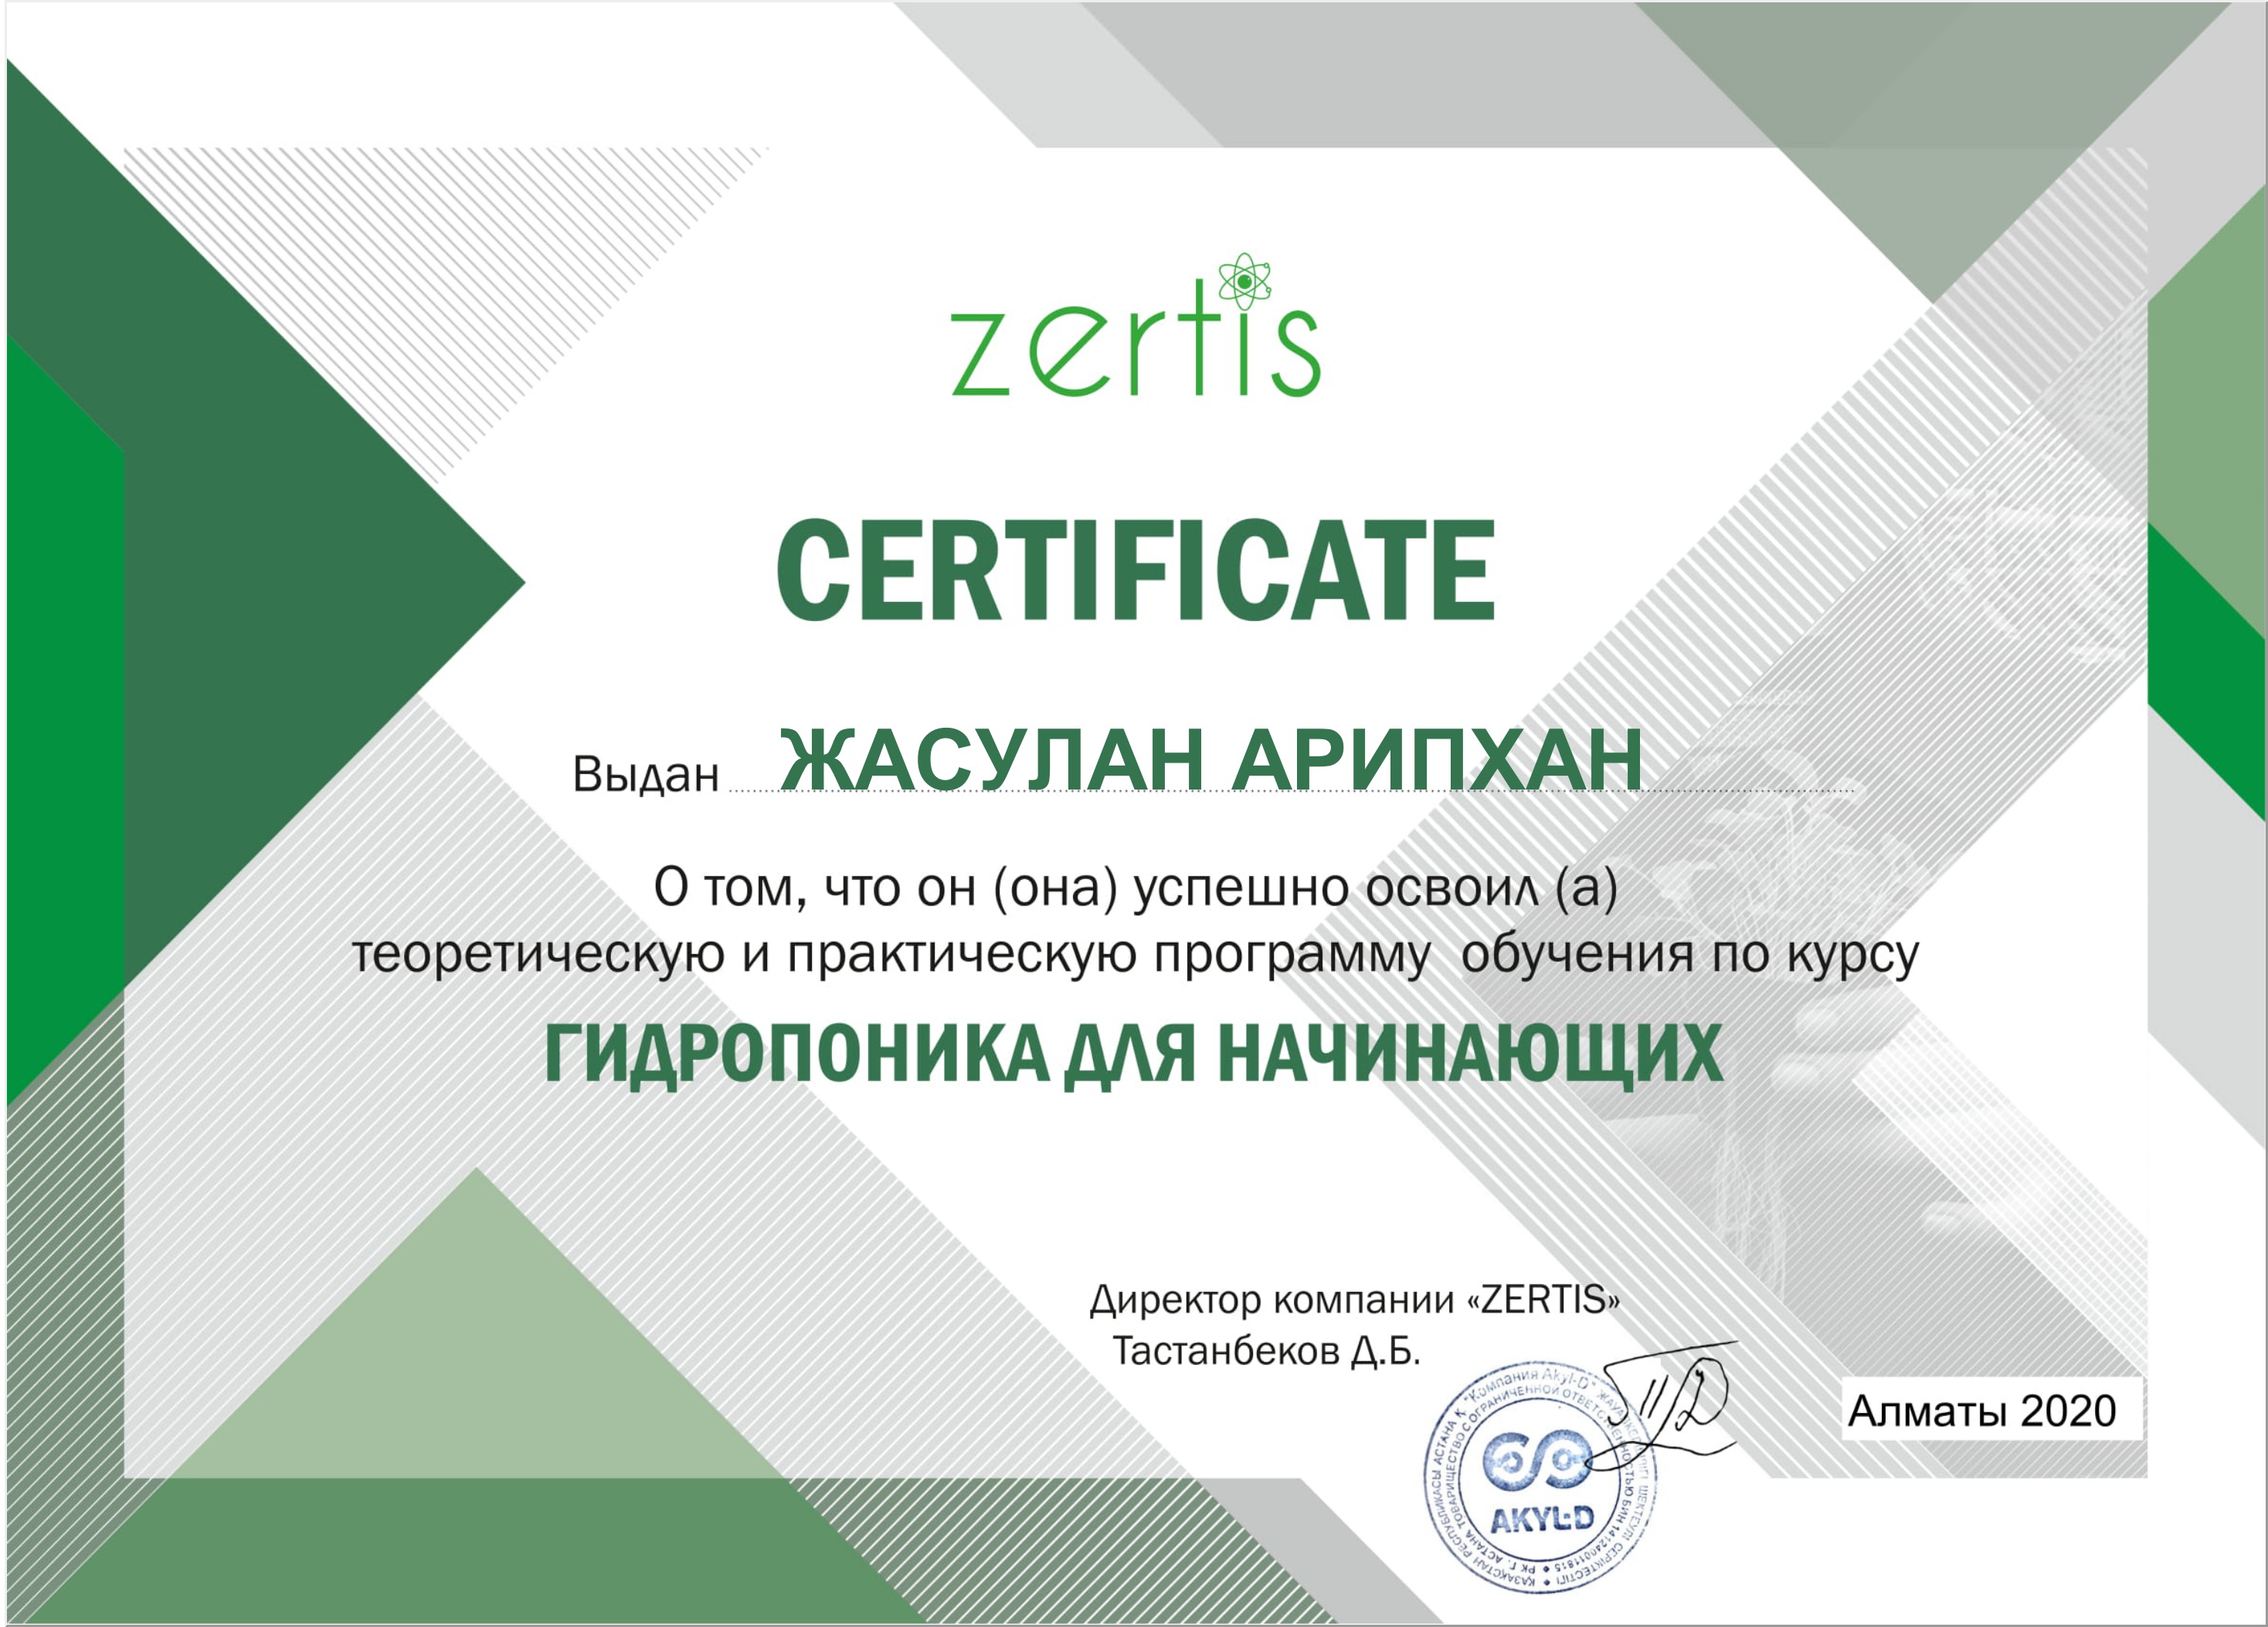 zertis
CERTIFICATE
Выдан ЖАСУЛАН АРИПХАН
О том, что он (она) успешно освоил (а)
теоретическую и практическую программу обучения по курсу
ГИДРОПОНИКА ДЛЯ НАЧИНАЮЩИХ
Директор компании «ZERTIS»
Тастанбеков Д.Б.
ҚАЗАҚСТАН РЕСПУБЛИКАСЫ АСТАНА Қ. "Компания Akyl-D" ЖАУАПКЕРШІЛІГІ ШЕКТЕУЛІ СЕРІКТЕСТІГІ
РК Г. АСТАНА ТОВАРИЩЕСТВО С ОГРАНИЧЕННОЙ ОТВЕТСТВЕННОСТЬЮ БИН 141240011815
AKYL-D
Алматы 2020